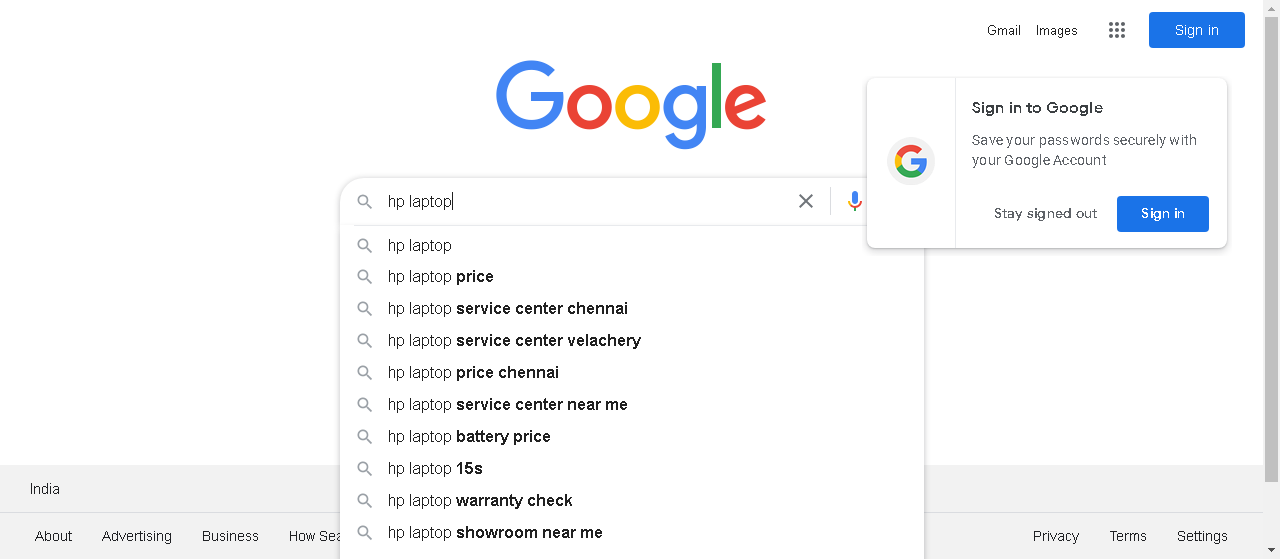 Gmail Images Sign in
Google
Sign in to Google
Save your passwords securely with
your Google Account
Stay signed out Sign in
hp laptop
hp laptop
hp laptop price
hp laptop service center chennai
hp laptop service center velachery
hp laptop price chennai
hp laptop service center near me
hp laptop battery price
hp laptop 15s
hp laptop warranty check
hp laptop showroom near me
India
About Advertising Business How Sea Privacy Terms Settings